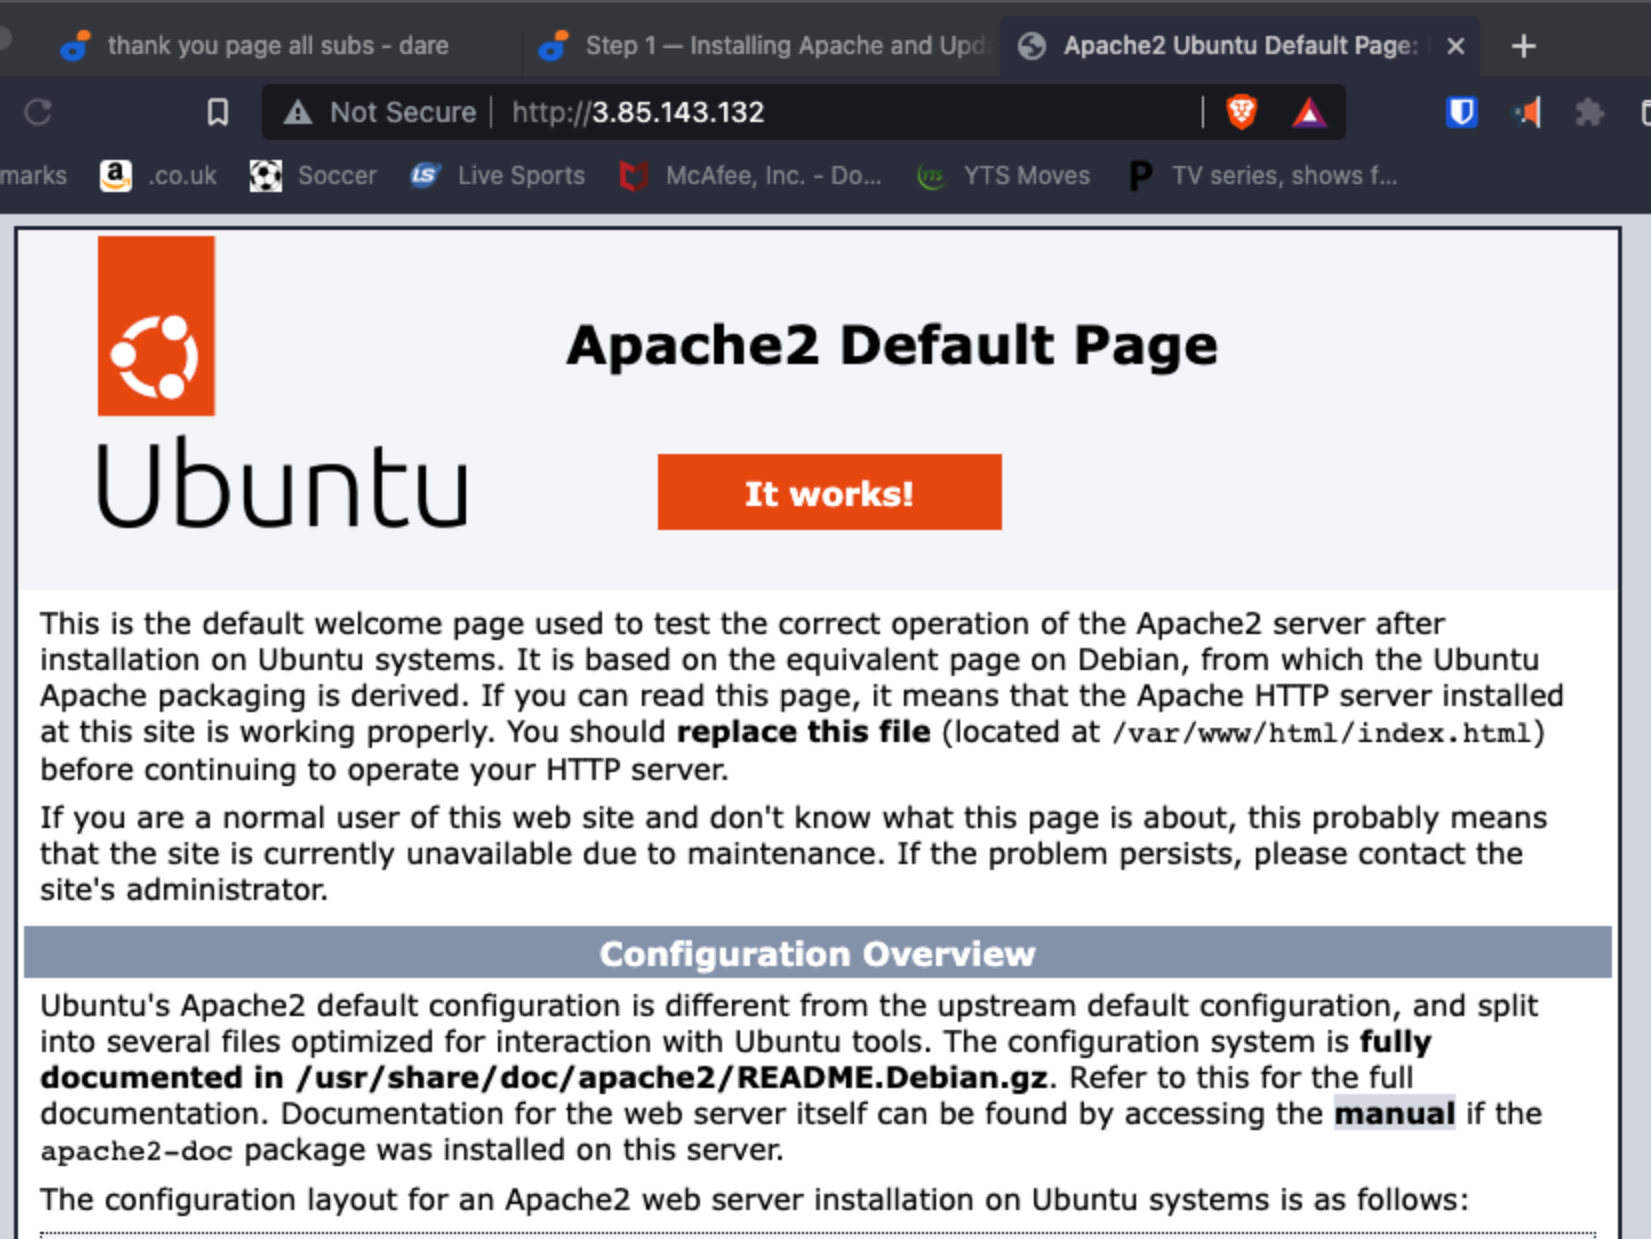 thank you page all subs - dare
Step 1 — Installing Apache and Upd
Apache2 Ubuntu Default Page:
Not Secure | http://3.85.143.132
marks
a
.co.uk
Soccer
LS
Live Sports
McAfee, Inc. - Do...
YTS
YTS Moves
P
TV series, shows f...
Apache2 Default Page
Ubuntu
It works!
This is the default welcome page used to test the correct operation of the Apache2 server after
installation on Ubuntu systems. It is based on the equivalent page on Debian, from which the Ubuntu
Apache packaging is derived. If you can read this page, it means that the Apache HTTP server installed
at this site is working properly. You should replace this file (located at /var/www/html/index.html)
before continuing to operate your HTTP server.
If you are a normal user of this web site and don't know what this page is about, this probably means
that the site is currently unavailable due to maintenance. If the problem persists, please contact the
site's administrator.
Configuration Overview
Ubuntu's Apache2 default configuration is different from the upstream default configuration, and split
into several files optimized for interaction with Ubuntu tools. The configuration system is fully
documented in /usr/share/doc/apache2/README.Debian.gz. Refer to this for the full
documentation. Documentation for the web server itself can be found by accessing the manual if the
apache2-doc package was installed on this server.
The configuration layout for an Apache2 web server installation on Ubuntu systems is as follows: